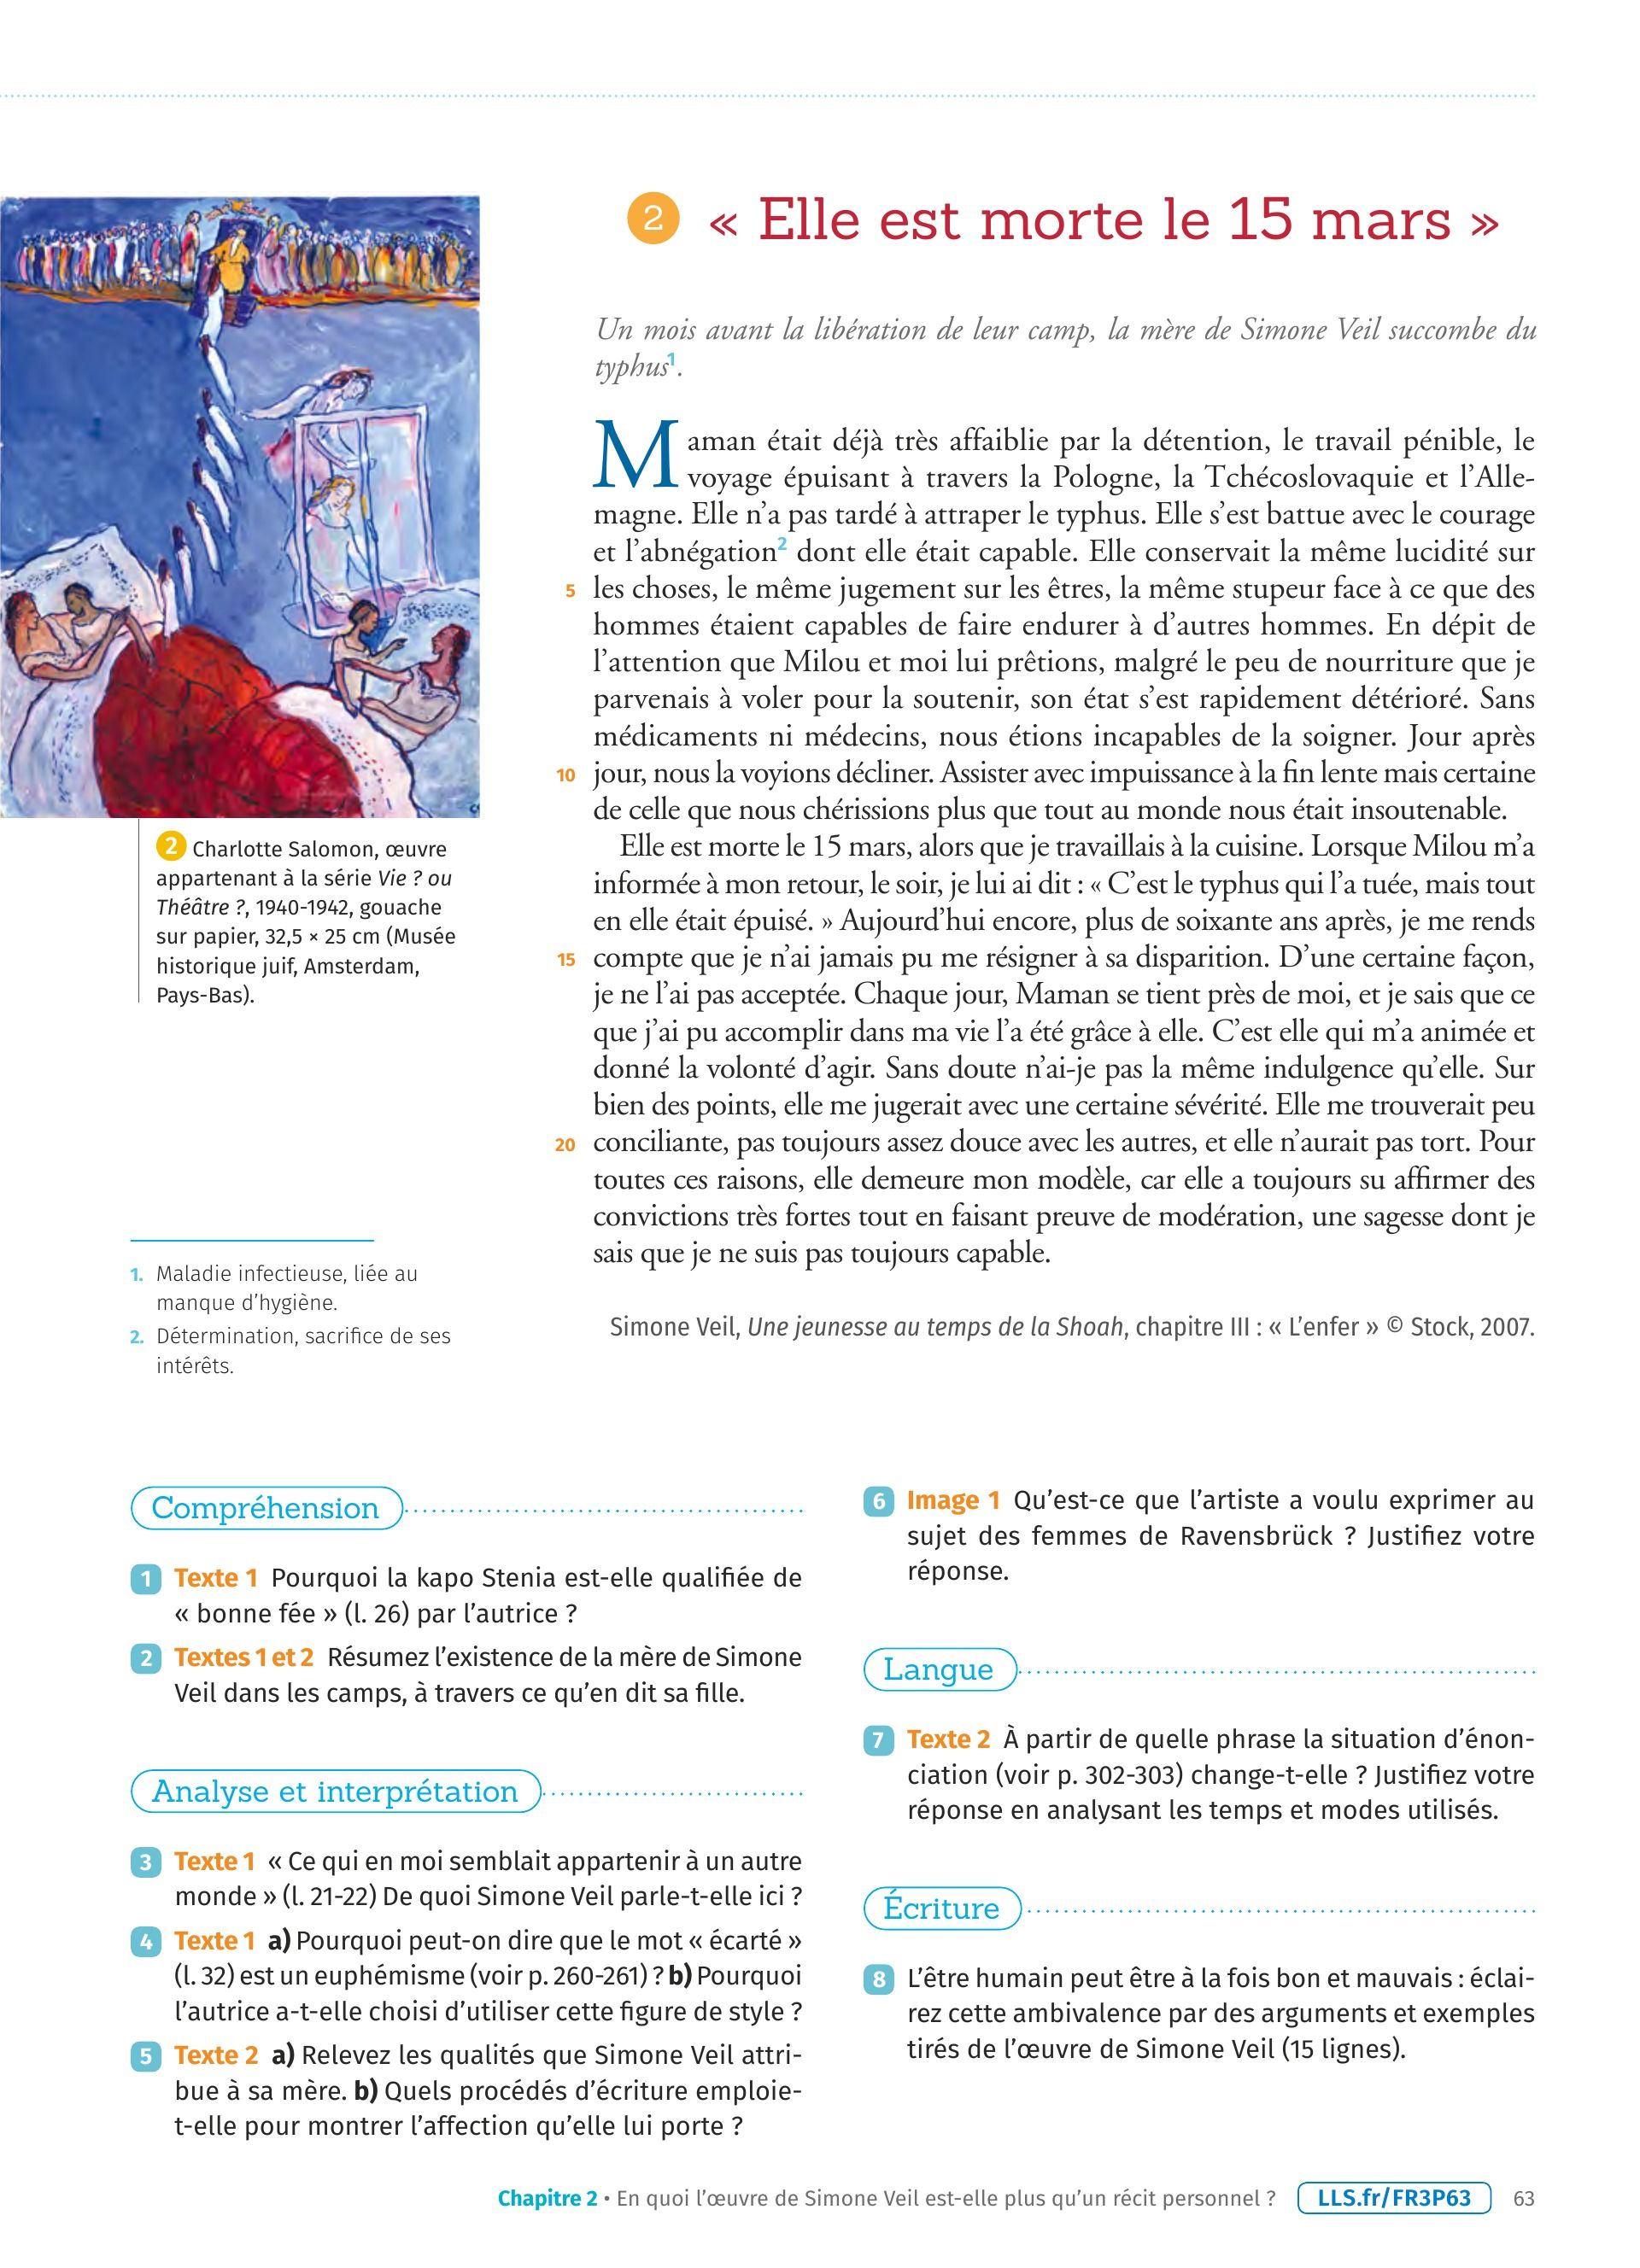 2 « Elle est morte le 15 mars »
Un mois avant la libération de leur camp, la mère de Simone Veil succombe du
typhus1.
Maman était déjà très affaiblie par la détention, le travail pénible, le
voyage épuisant à travers la Pologne, la Tchécoslovaquie et l’Alle-
magne. Elle n’a pas tardé à attraper le typhus. Elle s’est battue avec le courage
et l’abnégation2 dont elle était capable. Elle conservait la même lucidité sur
5 les choses, le même jugement sur les êtres, la même stupeur face à ce que des
hommes étaient capables de faire endurer à d’autres hommes. En dépit de
l’attention que Milou et moi lui prêtions, malgré le peu de nourriture que je
parvenais à voler pour la soutenir, son état s’est rapidement détérioré. Sans
médicaments ni médecins, nous étions incapables de la soigner. Jour après
10 jour, nous la voyions décliner. Assister avec impuissance à la fin lente mais certaine
de celle que nous chérissions plus que tout au monde nous était insoutenable.
Elle est morte le 15 mars, alors que je travaillais à la cuisine. Lorsque Milou m’a
informée à mon retour, le soir, je lui ai dit : « C’est le typhus qui l’a tuée, mais tout
en elle était épuisé. » Aujourd’hui encore, plus de soixante ans après, je me rends
15 compte que je n’ai jamais pu me résigner à sa disparition. D’une certaine façon,
je ne l’ai pas acceptée. Chaque jour, Maman se tient près de moi, et je sais que ce
que j’ai pu accomplir dans ma vie l’a été grâce à elle. C’est elle qui m’a animée et
donné la volonté d’agir. Sans doute n’ai-je pas la même indulgence qu’elle. Sur
bien des points, elle me jugerait avec une certaine sévérité. Elle me trouverait peu
20 conciliante, pas toujours assez douce avec les autres, et elle n’aurait pas tort. Pour
toutes ces raisons, elle demeure mon modèle, car elle a toujours su affirmer des
convictions très fortes tout en faisant preuve de modération, une sagesse dont je
sais que je ne suis pas toujours capable.
Simone Veil, Une jeunesse au temps de la Shoah, chapitre III : « L’enfer » © Stock, 2007.
2 Charlotte Salomon, œuvre
appartenant à la série Vie ? ou
Théâtre ?, 1940-1942, gouache
sur papier, 32,5 × 25 cm (Musée
historique juif, Amsterdam,
Pays-Bas).
1. Maladie infectieuse, liée au
manque d’hygiène.
2. Détermination, sacrifice de ses
intérêts.
Compréhension
1 Texte 1 Pourquoi la kapo Stenia est-elle qualifiée de
« bonne fée » (l. 26) par l’autrice ?
2 Textes 1 et 2 Résumez l’existence de la mère de Simone
Veil dans les camps, à travers ce qu’en dit sa fille.
Analyse et interprétation
3 Texte 1 « Ce qui en moi semblait appartenir à un autre
monde » (l. 21-22) De quoi Simone Veil parle-t-elle ici ?
4 Texte 1 a) Pourquoi peut-on dire que le mot « écarté »
(l. 32) est un euphémisme (voir p. 260-261) ? b) Pourquoi
l’autrice a-t-elle choisi d’utiliser cette figure de style ?
5 Texte 2 a) Relevez les qualités que Simone Veil attri-
bue à sa mère. b) Quels procédés d’écriture emploie-
t-elle pour montrer l’affection qu’elle lui porte ?
6 Image 1 Qu’est-ce que l’artiste a voulu exprimer au
sujet des femmes de Ravensbrück ? Justifiez votre
réponse.
Langue
7 Texte 2 À partir de quelle phrase la situation d’énon-
ciation (voir p. 302-303) change-t-elle ? Justifiez votre
réponse en analysant les temps et modes utilisés.
Écriture
8 L’être humain peut être à la fois bon et mauvais : éclai-
rez cette ambivalence par des arguments et exemples
tirés de l’œuvre de Simone Veil (15 lignes).
Chapitre 2 • En quoi l’œuvre de Simone Veil est-elle plus qu’un récit personnel ? LLS.fr/FR3P63 63